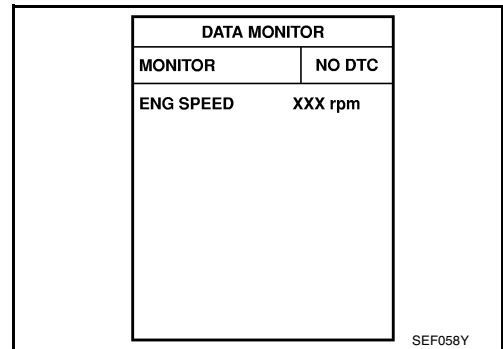 DATA MONITOR
MONITOR NO DTC
ENG SPEED XXX rpm
SEF058Y